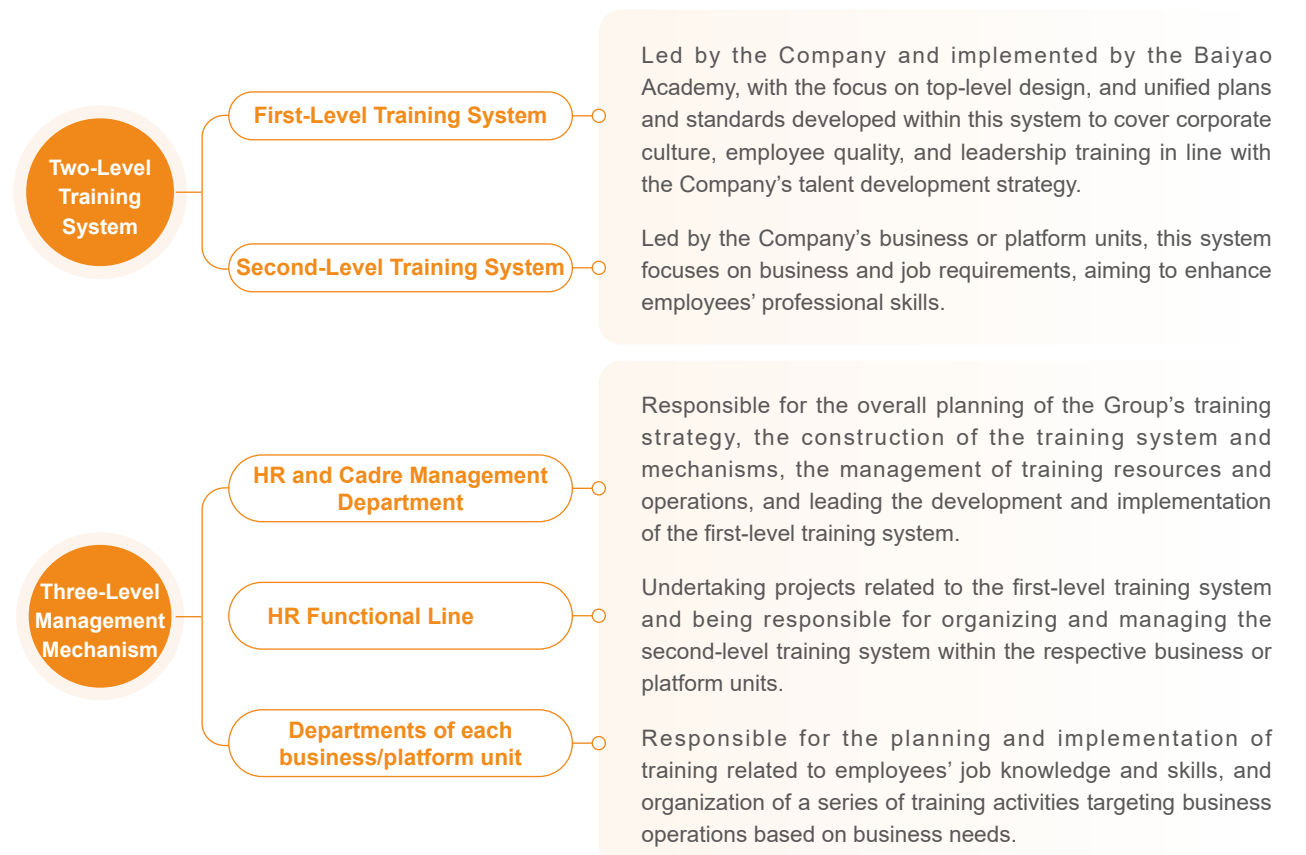 Two-Level
Training
System
First-Level Training System
Led by the Company and implemented by the Baiyao
Academy, with the focus on top-level design, and unified plans
and standards developed within this system to cover corporate
culture, employee quality, and leadership training in line with
the Company’s talent development strategy.
Second-Level Training System
Led by the Company’s business or platform units, this system
focuses on business and job requirements, aiming to enhance
employees’ professional skills.
Three-Level
Management
Mechanism
HR and Cadre Management
Department
Responsible for the overall planning of the Group’s training
strategy, the construction of the training system and
mechanisms, the management of training resources and
operations, and leading the development and implementation
of the first-level training system.
HR Functional Line
Undertaking projects related to the first-level training system
and being responsible for organizing and managing the
second-level training system within the respective business or
platform units.
Departments of each
business/platform unit
Responsible for the planning and implementation of
training related to employees’ job knowledge and skills, and
organization of a series of training activities targeting business
operations based on business needs.